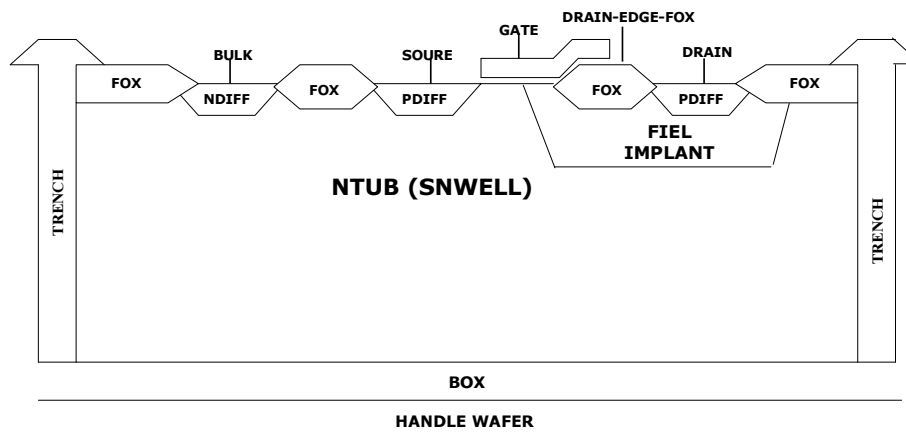 DRAIN-EDGE-FOX
GATE
BULK
SOURE
DRAIN
FOX
NDIFF
FOX
PDIFF
FOX
PDIFF
FOX
FIEL
IMPLANT
NTUB (SNWELL)
TRENCH
TRENCH
BOX
HANDLE WAFER